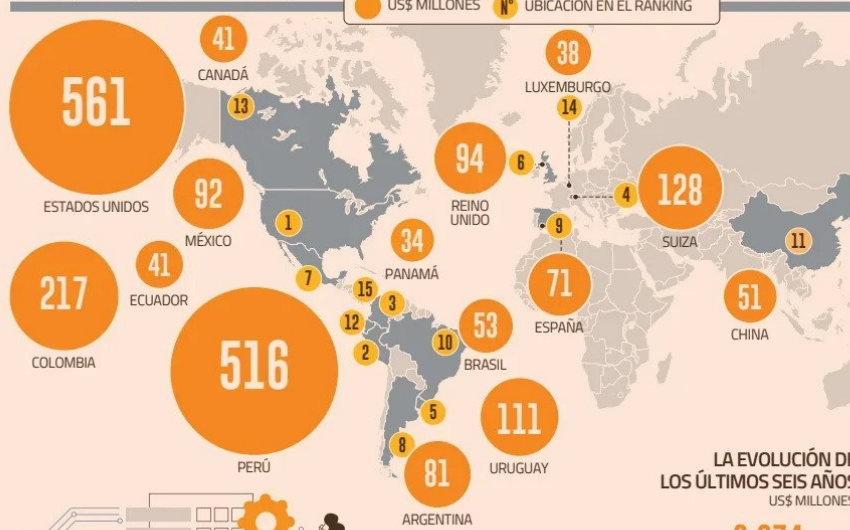 US$ MILLONES
N° UBICACIÓN EN EL RANKING
561
ESTADOS UNIDOS
41
CANADÁ
13
38
LUXEMBURGO
14
94
REINO
UNIDO
6
4
128
SUIZA
92
MÉXICO
1
9
71
ESPAÑA
11
51
CHINA
34
PANAMÁ
217
COLOMBIA
41
ECUADOR
7
15
3
12
2
10
53
BRASIL
516
PERÚ
5
111
URUGUAY
8
81
ARGENTINA
LA EVOLUCIÓN
LOS ÚLTIMOS SEIS AÑOS
US$ MILLONES